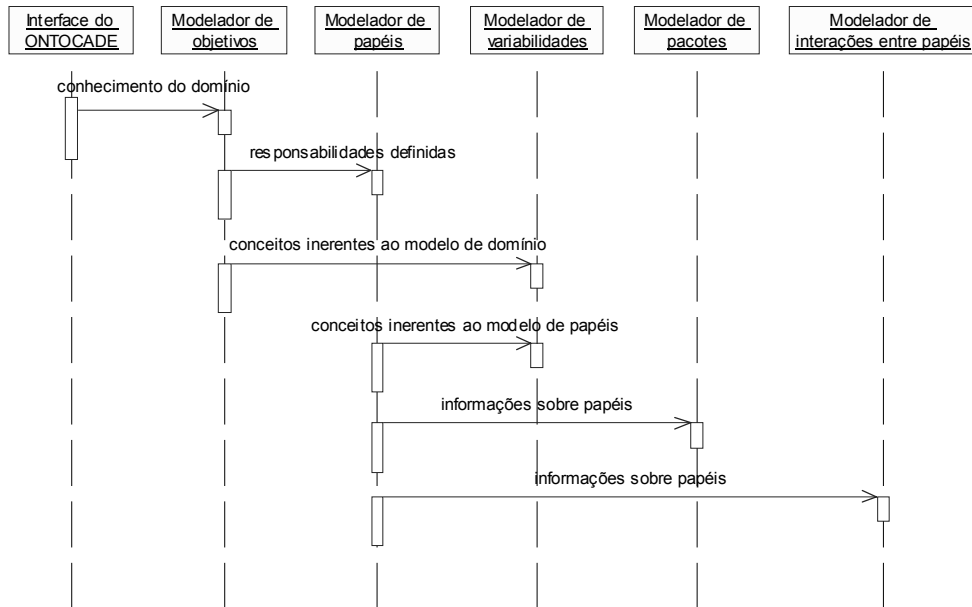 Interface do
ONTOCADE
Modelador de
objetivos
Modelador de
papéis
Modelador de
variabilidades
Modelador de
pacotes
Modelador de
interações entre papéis
conhecimento do domínio
responsabilidades definidas
conceitos inerentes ao modelo de domínio
conceitos inerentes ao modelo de papéis
informações sobre papéis
informações sobre papéis